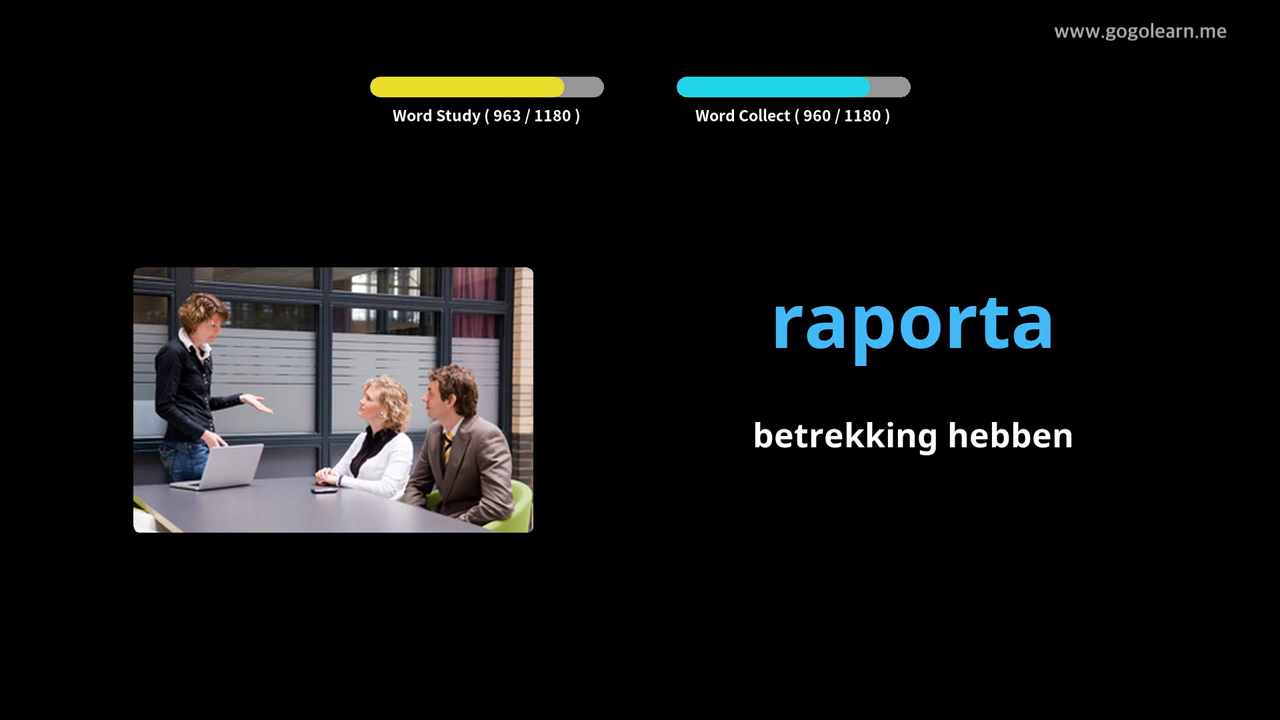 www.gogolearn.me
Word Study ( 963 / 1180 )
Word Collect ( 960 / 1180 )
raporta
betrekking hebben